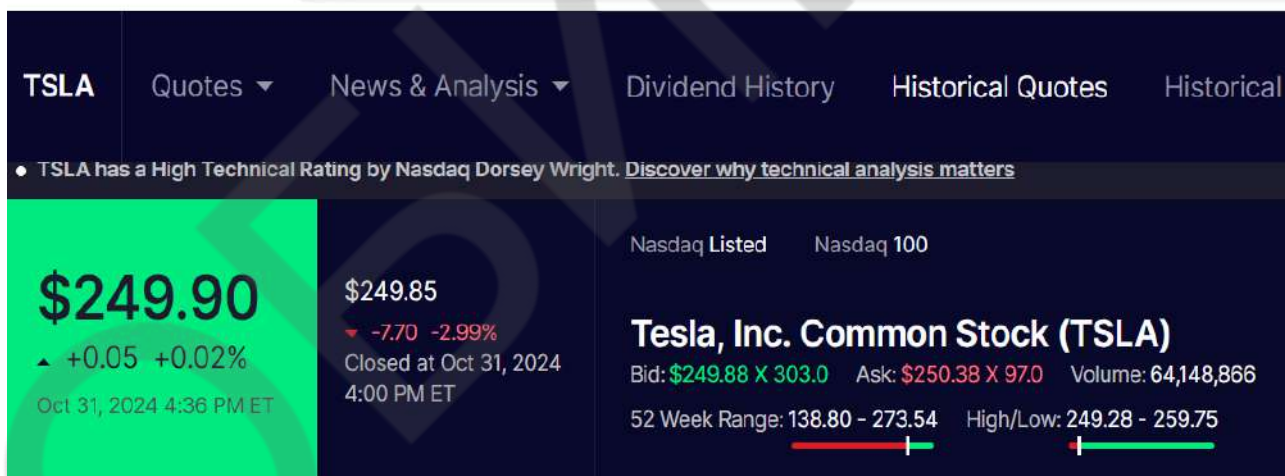 TSLA Quotes News & Analysis Dividend History Historical Quotes Historical
• TSLA has a High Technical Rating by Nasdaq Dorsey Wright. Discover why technical analysis matters
$249.90
+0.05 +0.02%
Oct 31, 2024 4:36 PM ET
$249.85
-7.70 -2.99%
Closed at Oct 31, 2024
4:00 PM ET
Nasdaq Listed Nasdaq 100
Tesla, Inc. Common Stock (TSLA)
Bid: $249.88 X 303.0 Ask: $250.38 X 97.0 Volume: 64,148,866
52 Week Range: 138.80 - 273.54 High/Low: 249.28 - 259.75